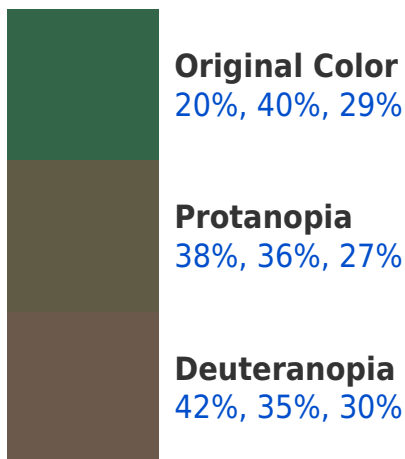 Original Color
20%, 40%, 29%
Protanopia
38%, 36%, 27%
Deuteranopia
42%, 35%, 30%